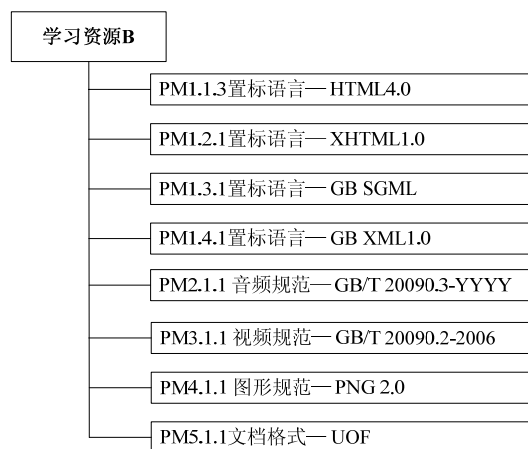 学习资源B
PM1.1.3置标语言— HTML4.0
PM1.2.1置标语言— XHTML1.0
PM1.3.1置标语言— GB SGML
PM1.4.1置标语言— GB XML1.0
PM2.1.1 音频规范— GB/T 20090.3-YYYY
PM3.1.1 视频规范— GB/T 20090.2-2006
PM4.1.1 图形规范— PNG 2.0
PM5.1.1文档格式— UOF